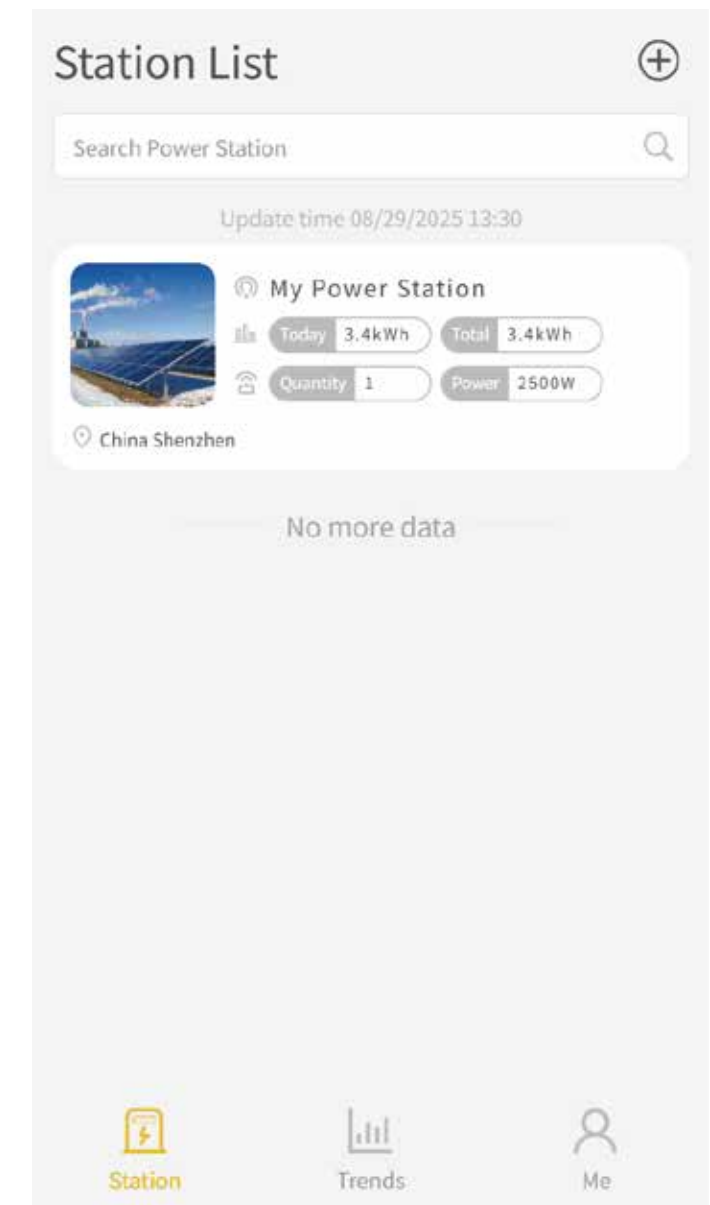 Station List
Search Power Station
Update time 08/29/2025 13:30
My Power Station
Today 3.4kWh Total 3.4kWh
Quantity 1 Power 2500W
China Shenzhen
No more data
Station Trends Me